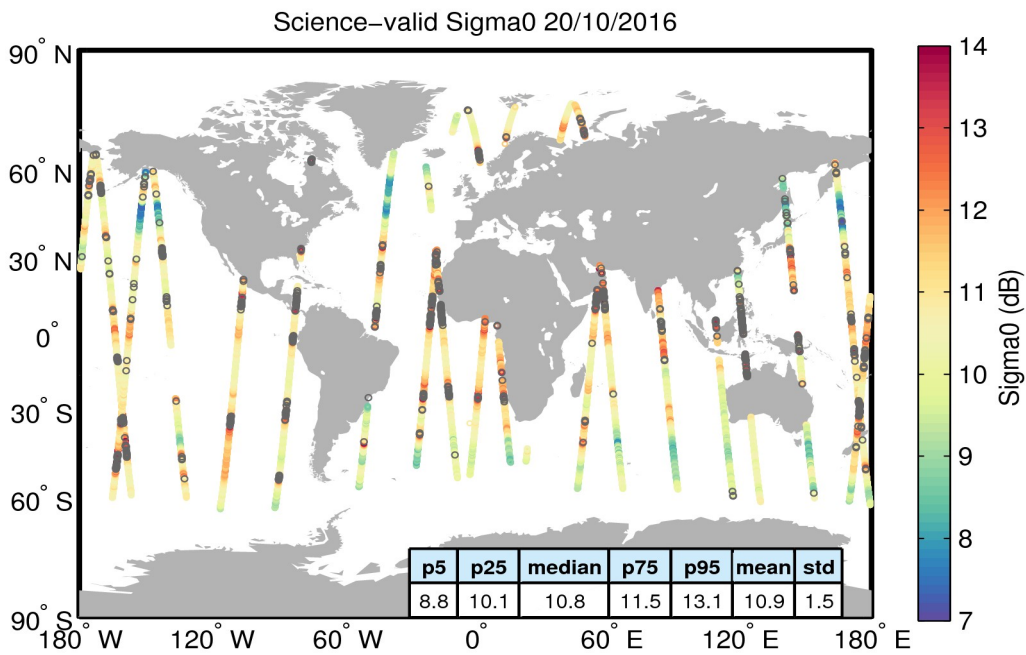 Science−valid Sigma0 20/10/2016
90° N
60° N
30° N
0°
30° S
60° S
90° S
180° W
120° W
60° W
0°
60° E
120° E
180° E
14
13
12
11
10
9
8
7
Sigma0 (dB)
p5 p25 median p75 p95 mean std
8.8 10.1 10.8 11.5 13.1 10.9 1.5